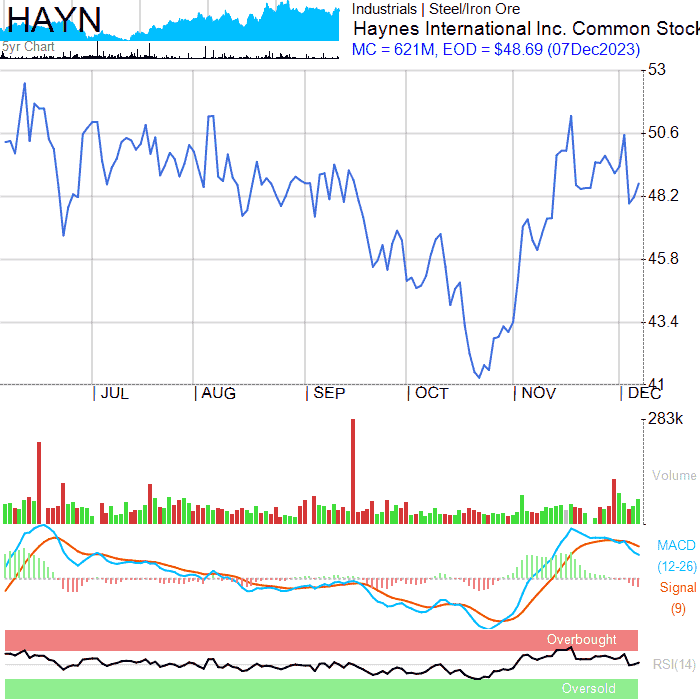 HAYN
5yr Chart
Industrials | Steel/Iron Ore
Haynes International Inc. Common Stock
MC = 621M, EOD = $48.69 (07Dec2023)
53
50.6
48.2
45.8
43.4
41
JUL AUG SEP OCT NOV DEC
283k
Volume
MACD
(12-26)
Signal
(9)
Overbought
RSI(14)
Oversold